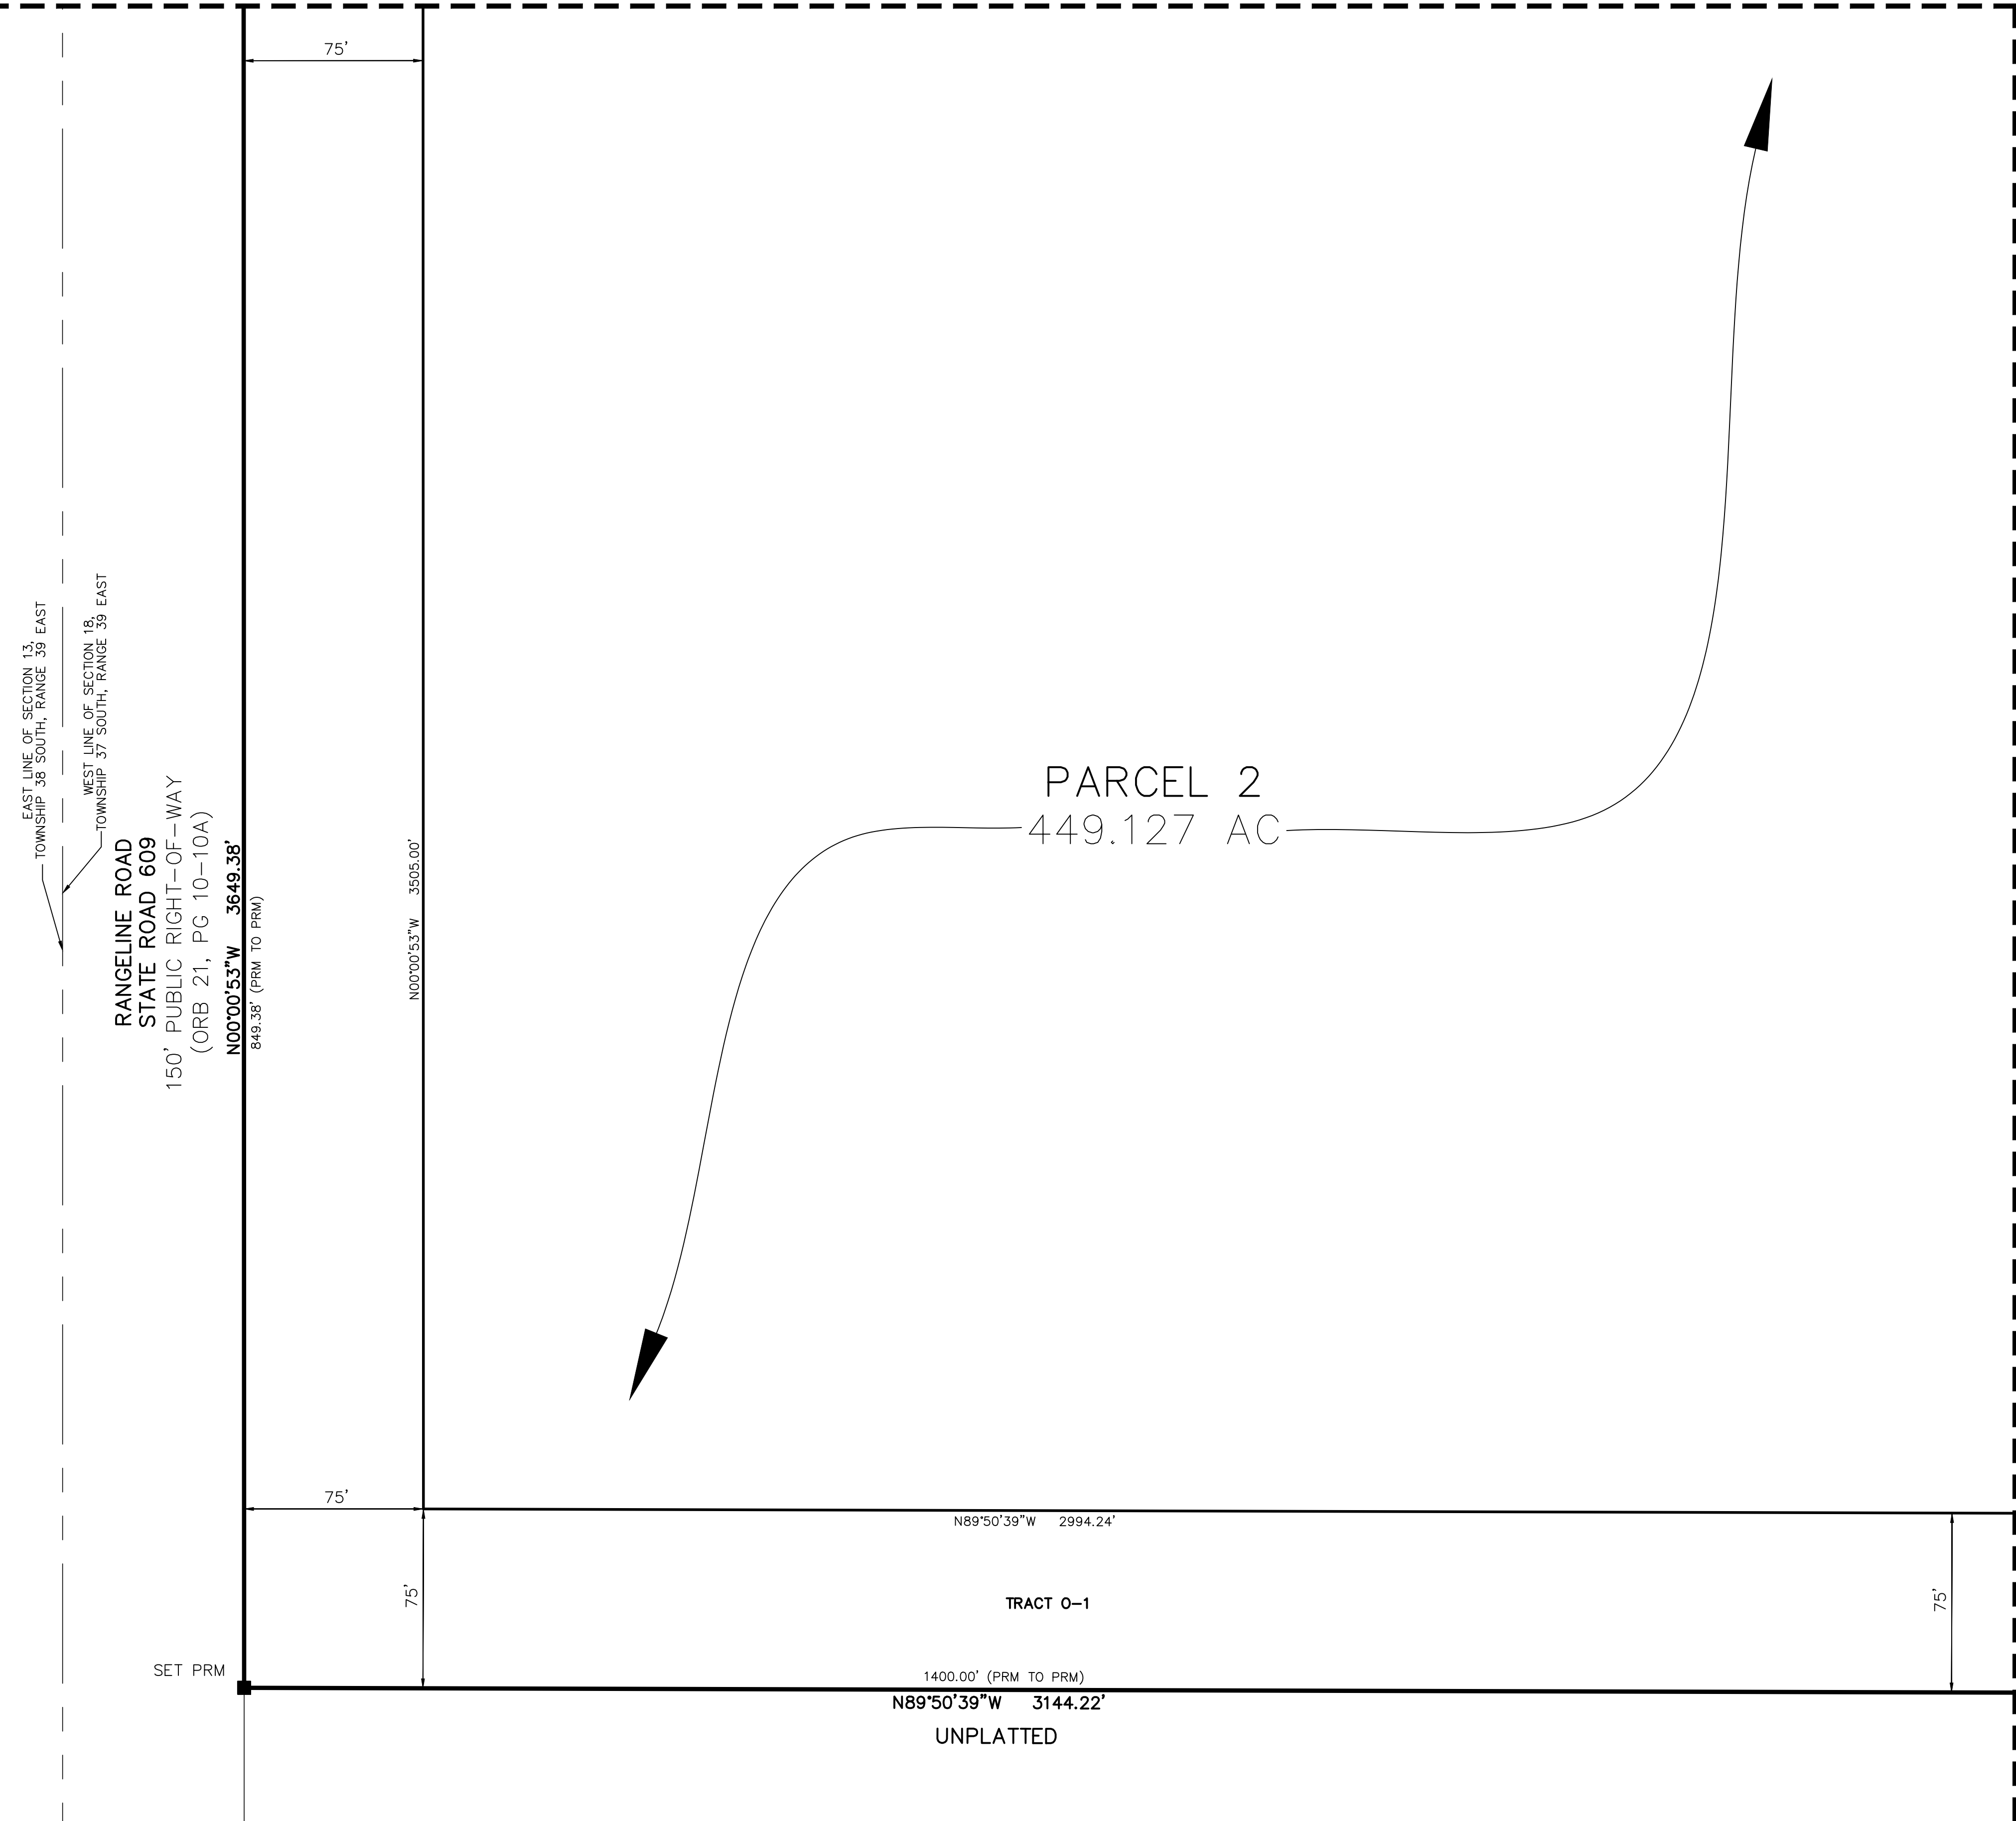 75'
EAST LINE OF SECTION 13,
TOWNSHIP 38 SOUTH, RANGE 39 EAST
WEST LINE OF SECTION 18,
TOWNSHIP 37 SOUTH, RANGE 39 EAST
RANGELINE ROAD
STATE ROAD 609
150' PUBLIC RIGHT-OF-WAY
(ORB 21, PG 10-10A)
N00°00'53"W 3649.38'
849.38' (PRM TO PRM)
N00°00'53"W 3505.00'
PARCEL 2
449.127 AC
75'
N89°50'39"W 2994.24'
75'
TRACT O-1
75'
SET PRM
1400.00' (PRM TO PRM)
N89°50'39"W 3144.22'
UNPLATTED